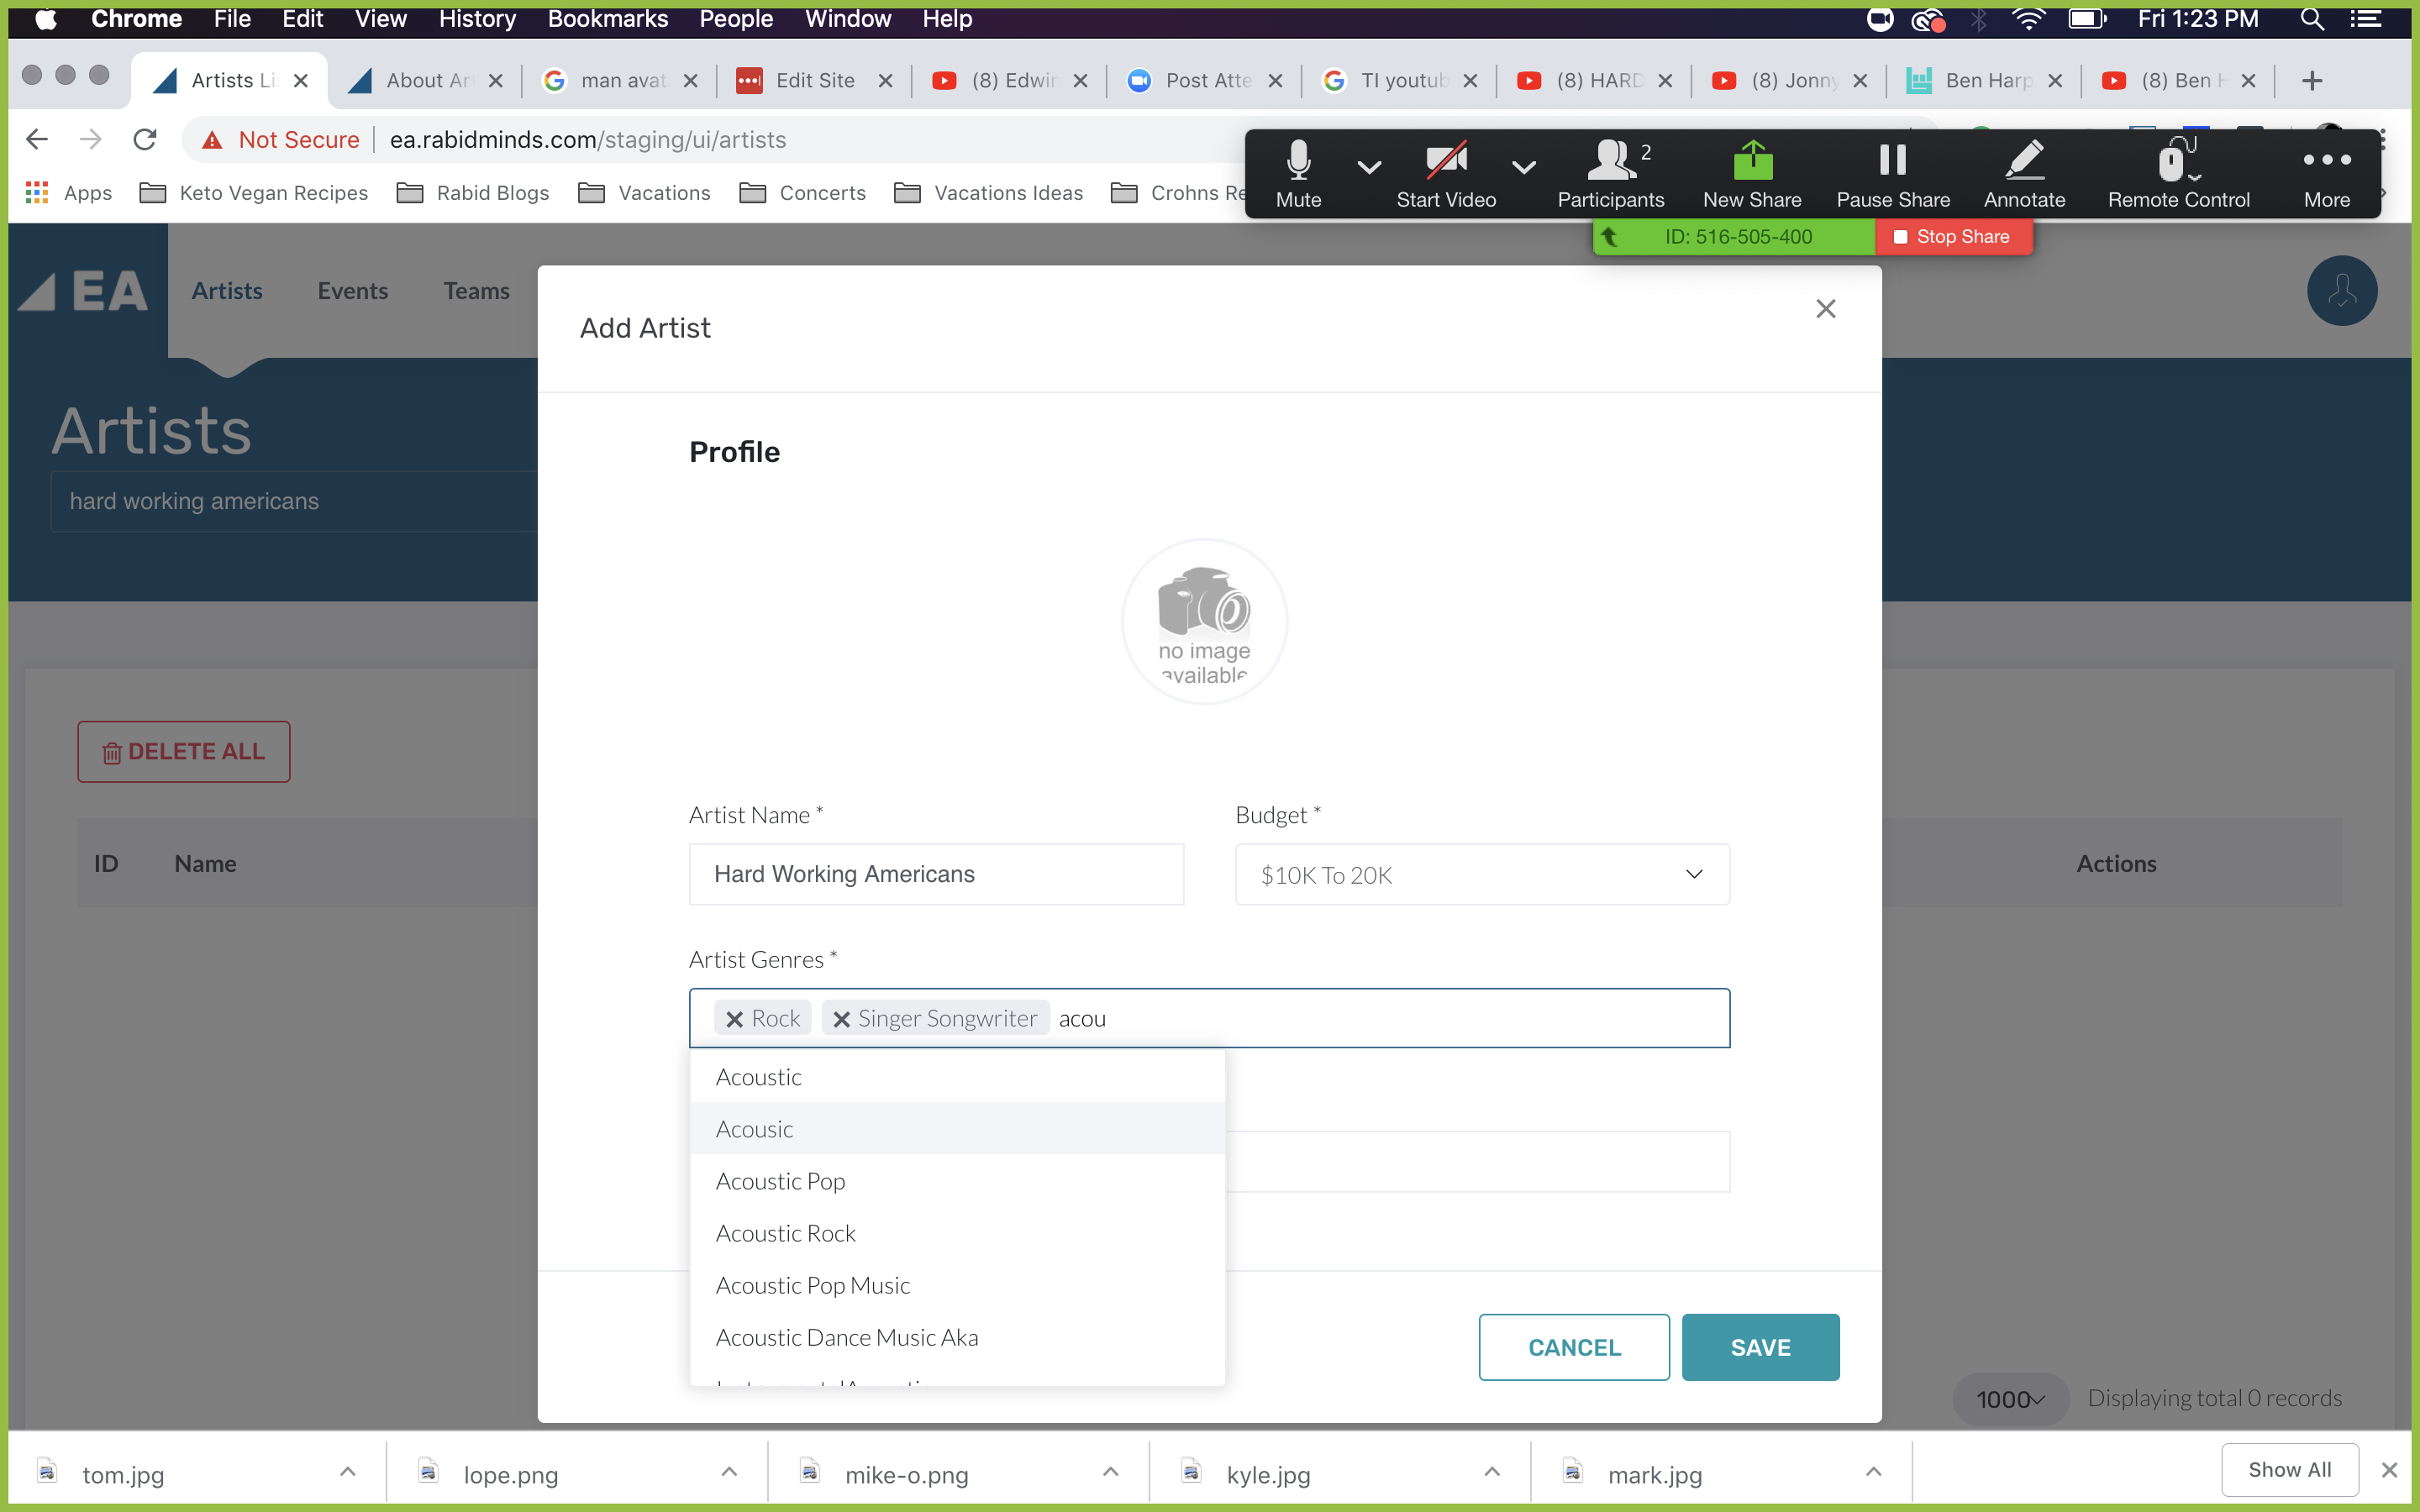 Chrome File Edit View History Bookmarks People Window Help Fri 1:23 PM
Artists Li About Ar man avat Edit Site (8) Edwin Post Atte TI youtub (8) HARD (8) Jonny Ben Harp (8) Ben H
Not Secure ea.rabidminds.com/staging/ui/artists
Apps Keto Vegan Recipes Rabid Blogs Vacations Concerts Vacations Ideas Crohns Re
Mute Start Video Participants 2 New Share Pause Share Annotate Remote Control More
ID: 516-505-400 Stop Share
EA Artists Events Teams
Add Artist
Artists
hard working americans
Profile
no image
available
DELETE ALL
Artist Name * Budget *
ID Name Hard Working Americans $10K To 20K Actions
Artist Genres *
Rock Singer Songwriter acou
Acoustic
Acousic
Acoustic Pop
Acoustic Rock
Acoustic Pop Music
Acoustic Dance Music Aka
CANCEL SAVE
1000 Displaying total 0 records
tom.jpg lope.png mike-o.png kyle.jpg mark.jpg Show All